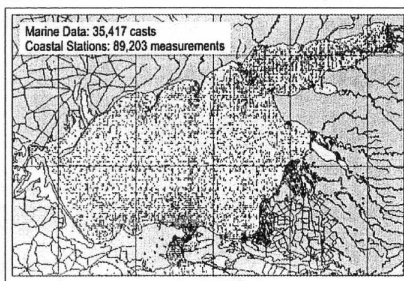 Marine Data: 35,417 casts
Coastal Stations: 89,203 measurements